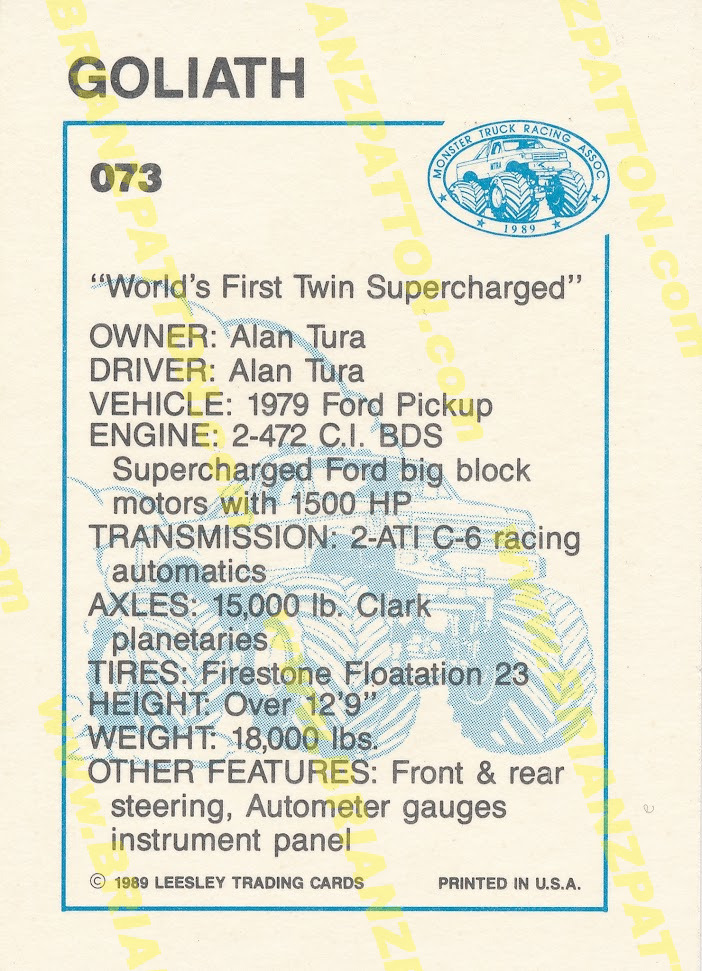 GOLIATH
073
MONSTER TRUCK RACING ASSOC
MTRA
1989
“World’s First Twin Supercharged”
OWNER: Alan Tura
DRIVER: Alan Tura
VEHICLE: 1979 Ford Pickup
ENGINE: 2-472 C.I. BDS
Supercharged Ford big block
motors with 1500 HP
TRANSMISSION: 2-ATI C-6 racing
automatics
AXLES: 15,000 lb. Clark
planetaries
TIRES: Firestone Floatation 23
HEIGHT: Over 12’9”
WEIGHT: 18,000 lbs.
OTHER FEATURES: Front & rear
steering, Autometer gauges
instrument panel
© 1989 LEESLEY TRADING CARDS
PRINTED IN U.S.A.
www.BRIANZPATTON.com